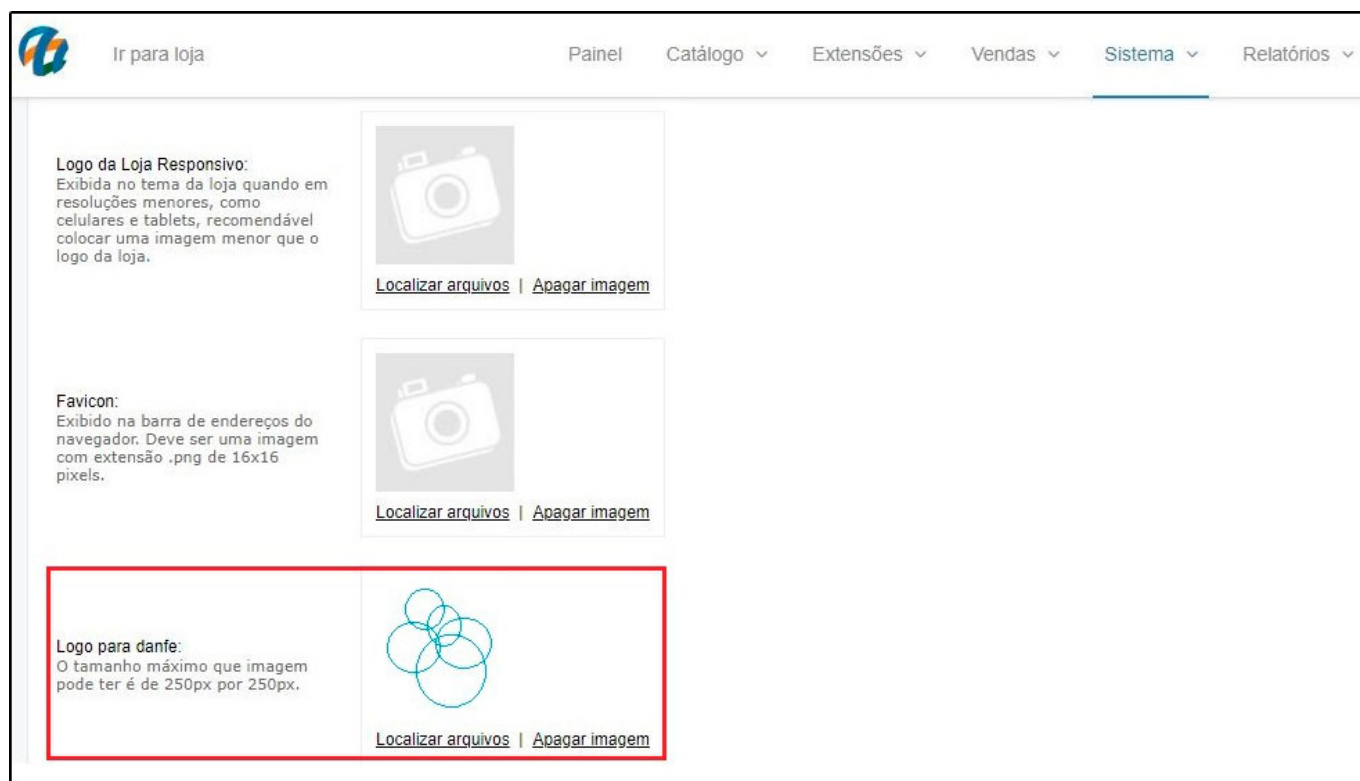 Ir para loja
Painel
Catálogo
Extensões
Vendas
Sistema
Relatórios
Logo da Loja Responsivo:
Exibida no tema da loja quando em
resoluções menores, como
celulares e tablets, recomendável
colocar uma imagem menor que o
logo da loja.
Localizar arquivos | Apagar imagem
Favicon:
Exibido na barra de endereços do
navegador. Deve ser uma imagem
com extensão .png de 16x16
pixels.
Localizar arquivos | Apagar imagem
Logo para danfe:
O tamanho máximo que imagem
pode ter é de 250px por 250px.
Localizar arquivos | Apagar imagem